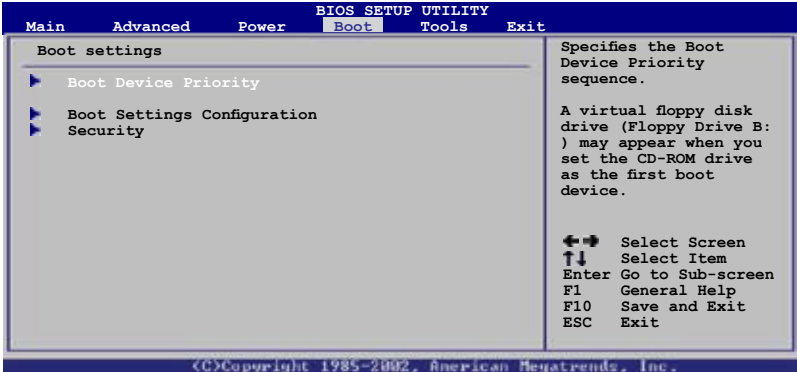 BIOS SETUP UTILITY
Main Advanced Power Boot Tools Exit
Boot settings
Boot Device Priority
Boot Settings Configuration
Security
Specifies the Boot
Device Priority
sequence.
A virtual floppy disk
drive (Floppy Drive B:
) may appear when you
set the CD-ROM drive
as the first boot
device.
Select Screen
↑↓ Select Item
Enter Go to Sub-screen
F1 General Help
F10 Save and Exit
ESC Exit
(C)Copyright 1985-2002, American Megatrends, Inc.